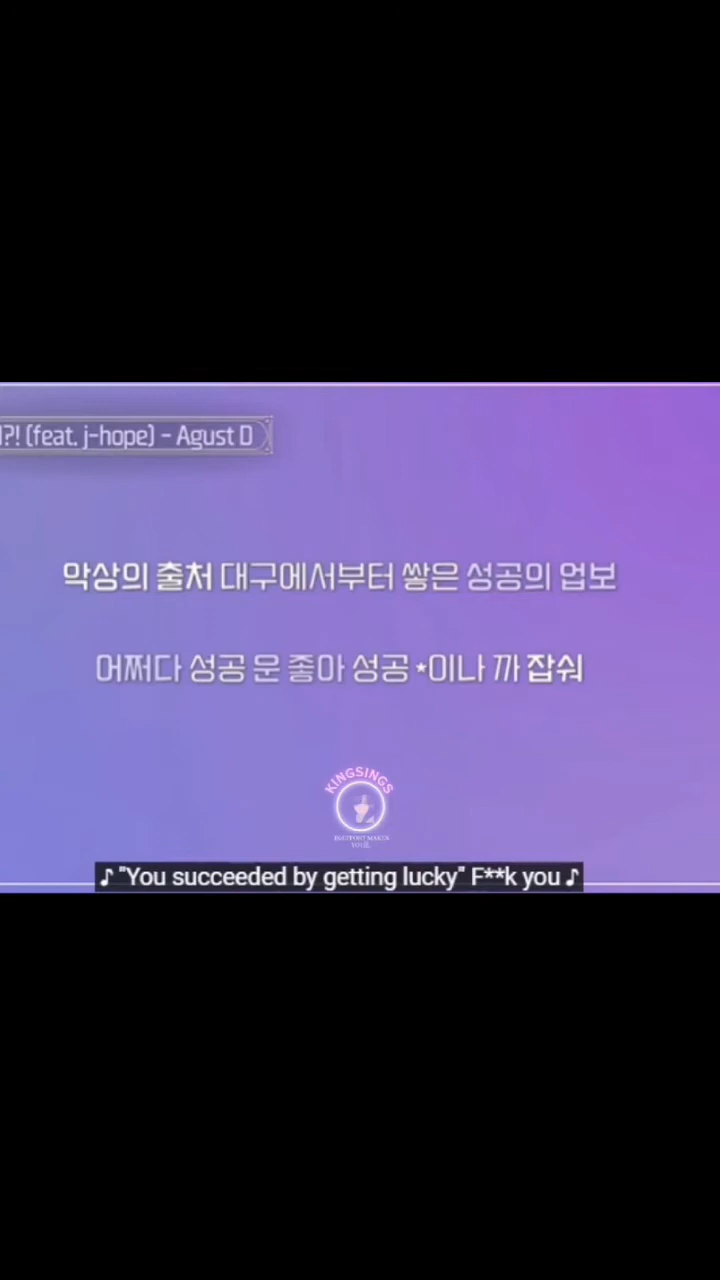 ?! (feat. j-hope) - Agust D
악상의 출처 대구에서부터 쌓은 성공의 업보
어쩌다 성공 운 좋아 성공 *이나 까 잡숴
KINGSINGS
♪ "You succeeded by getting lucky" F**k you ♪